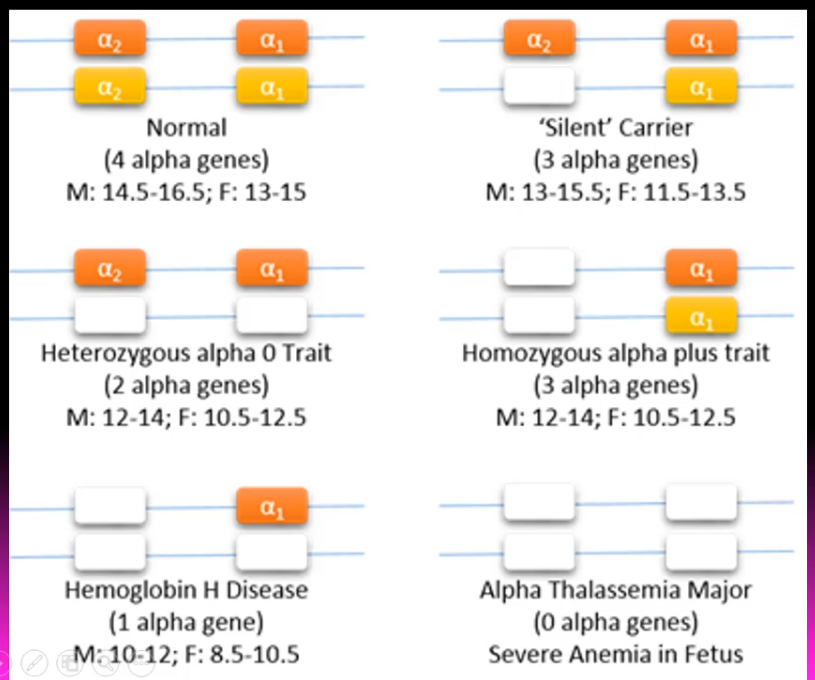 α2 α1 α2 α1
α2 α1 α1
Normal
(4 alpha genes)
M: 14.5-16.5; F: 13-15
‘Silent’ Carrier
(3 alpha genes)
M: 13-15.5; F: 11.5-13.5
α2 α1 α1
α1
Heterozygous alpha 0 Trait
(2 alpha genes)
M: 12-14; F: 10.5-12.5
Homozygous alpha plus trait
(3 alpha genes)
M: 12-14; F: 10.5-12.5
α1
Hemoglobin H Disease
(1 alpha gene)
M: 10-12; F: 8.5-10.5
Alpha Thalassemia Major
(0 alpha genes)
Severe Anemia in Fetus